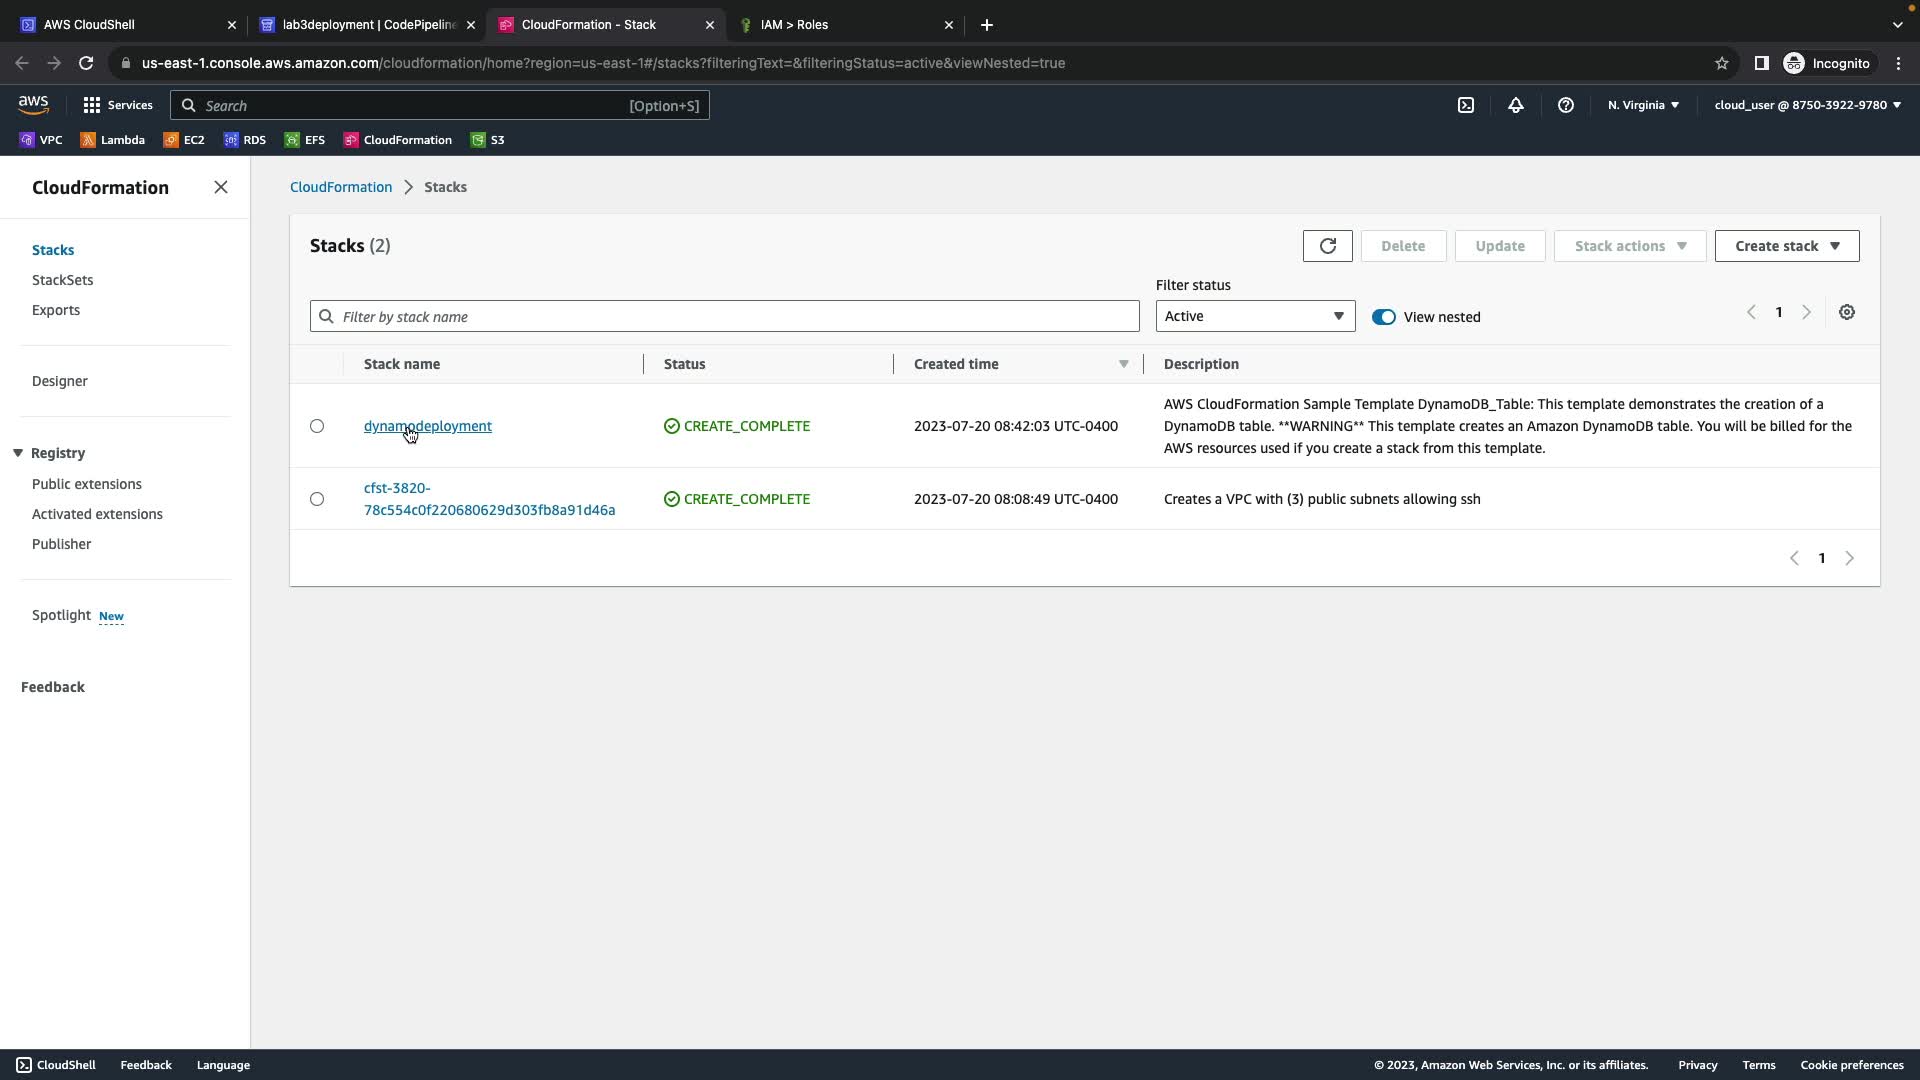 AWS CloudShell
lab3deployment | CodePipeline
CloudFormation - Stack
IAM > Roles
us-east-1.console.aws.amazon.com/cloudformation/home?region=us-east-1#/stacks?filteringText=&filteringStatus=active&viewNested=true
Incognito
aws
Services
Search
[Option+S]
N. Virginia
cloud_user @ 8750-3922-9780
VPC
Lambda
EC2
RDS
EFS
CloudFormation
S3
CloudFormation
Stacks
StackSets
Exports
Designer
Registry
Public extensions
Activated extensions
Publisher
Spotlight New
Feedback
CloudFormation > Stacks
Stacks (2)
Delete
Update
Stack actions
Create stack
Filter status
Filter by stack name
Active
View nested
1
Stack name
Status
Created time
Description
dynamodeployment
CREATE_COMPLETE
2023-07-20 08:42:03 UTC-0400
AWS CloudFormation Sample Template DynamoDB_Table: This template demonstrates the creation of a
DynamoDB table. **WARNING** This template creates an Amazon DynamoDB table. You will be billed for the
AWS resources used if you create a stack from this template.
cfst-3820-
78c554c0f220680629d303fb8a91d46a
CREATE_COMPLETE
2023-07-20 08:08:49 UTC-0400
Creates a VPC with (3) public subnets allowing ssh
1
CloudShell
Feedback
Language
© 2023, Amazon Web Services, Inc. or its affiliates.
Privacy
Terms
Cookie preferences